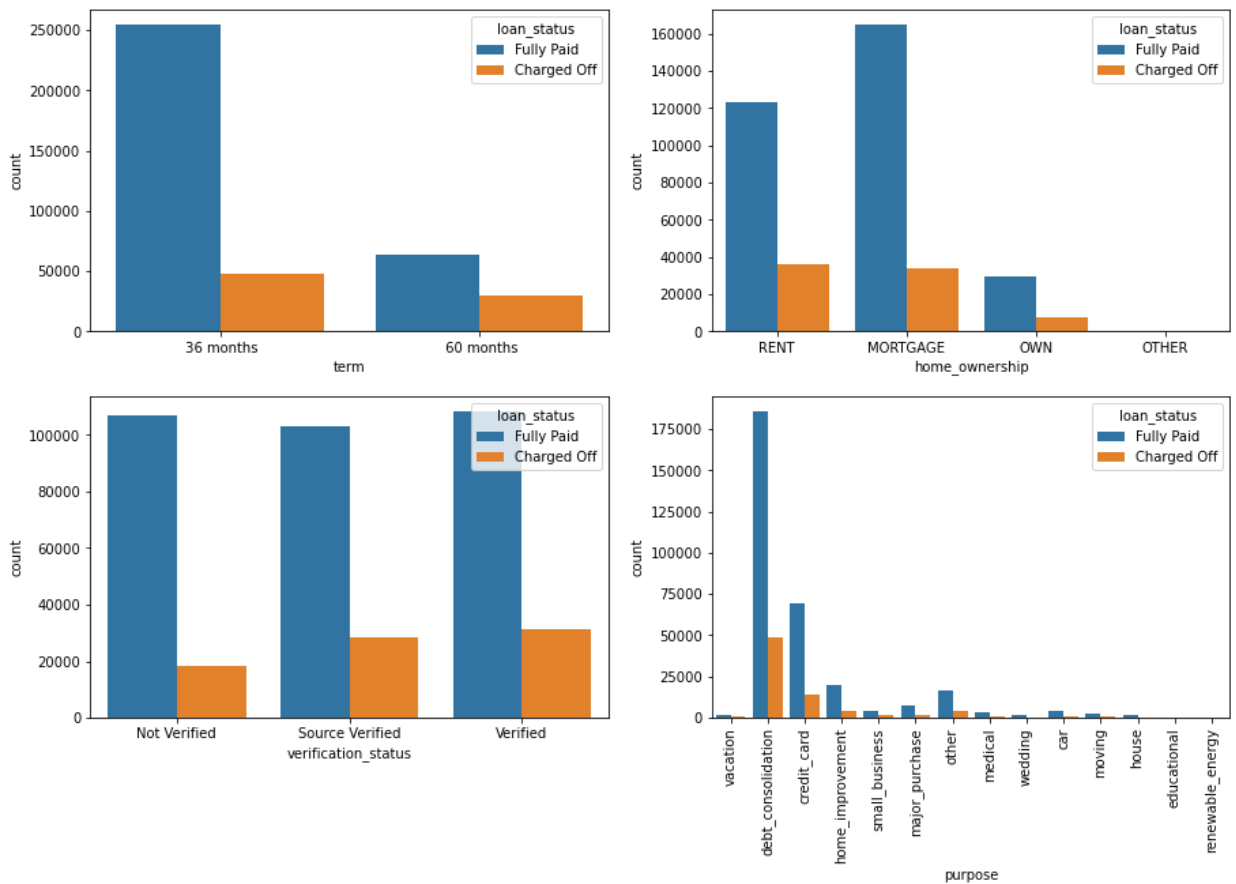 250000
200000
150000
100000
50000
0
count
36 months
60 months
term
loan_status
Fully Paid
Charged Off
160000
140000
120000
100000
80000
60000
40000
20000
0
count
RENT
MORTGAGE
OWN
OTHER
home_ownership
loan_status
Fully Paid
Charged Off
100000
80000
60000
40000
20000
0
count
Not Verified
Source Verified
Verified
verification_status
loan_status
Fully Paid
Charged Off
175000
150000
125000
100000
75000
50000
25000
0
count
vacation
debt_consolidation
credit_card
home_improvement
small_business
major_purchase
other
medical
wedding
car
moving
house
educational
renewable_energy
purpose
loan_status
Fully Paid
Charged Off